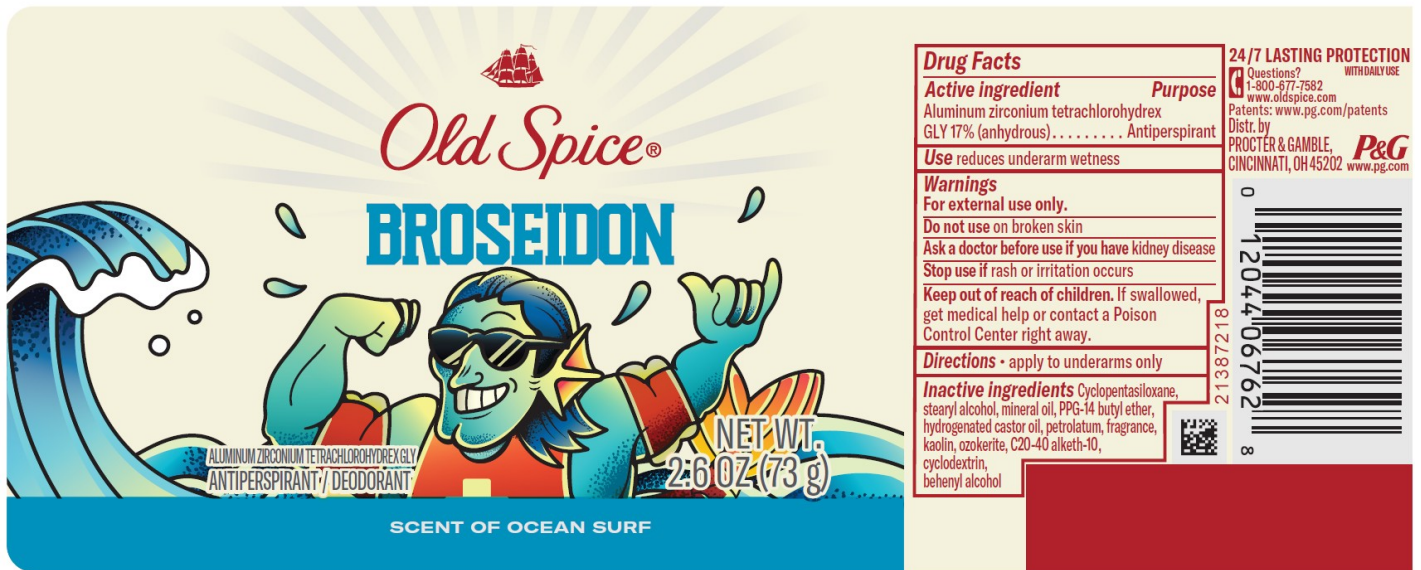 Old Spice®
BROSEIDON
ALUMINUM ZIRCONIUM TETRACHLOROHYDREX GLY
ANTIPERSPIRANT / DEODORANT
NET WT.
2.6 OZ (73 g)
SCENT OF OCEAN SURF
Drug Facts
Active ingredient Purpose
Aluminum zirconium tetrachlorohydrex
GLY 17% (anhydrous)......... Antiperspirant
Use reduces underarm wetness
Warnings
For external use only.
Do not use on broken skin
Ask a doctor before use if you have kidney disease
Stop use if rash or irritation occurs
Keep out of reach of children. If swallowed,
get medical help or contact a Poison
Control Center right away.
Directions • apply to underarms only
Inactive ingredients Cyclopentasiloxane,
stearyl alcohol, mineral oil, PPG-14 butyl ether,
hydrogenated castor oil, petrolatum, fragrance,
kaolin, ozokerite, C20-40 alketh-10,
cyclodextrin,
behenyl alcohol
24/7 LASTING PROTECTION
WITH DAILY USE
Questions?
1-800-677-7582
www.oldspice.com
Patents: www.pg.com/patents
Distr. by
PROCTER & GAMBLE,
CINCINNATI, OH 45202
P&G
www.pg.com
21387218
0 12044 06762 8